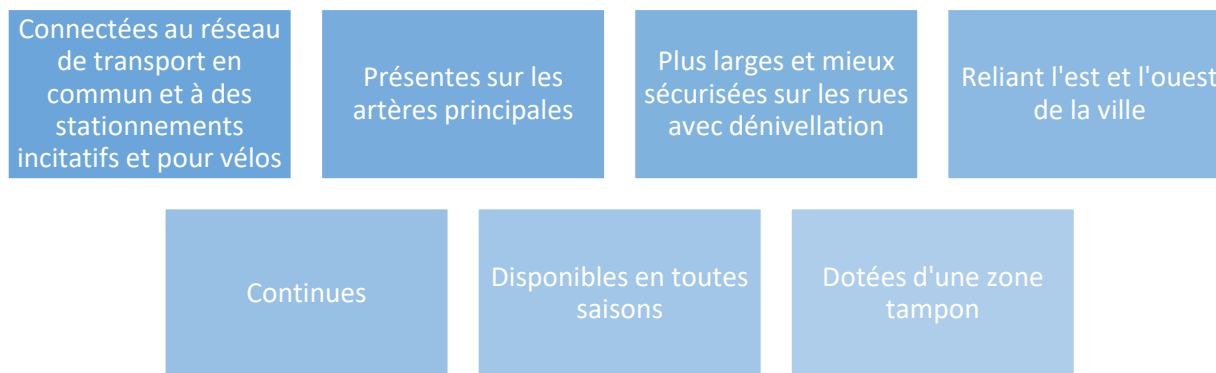 Connectées au réseau
de transport en
commun et à des
stationnements
incitatifs et pour vélos
Présentes sur les
artères principales
Plus larges et mieux
sécurisées sur les rues
avec dénivellation
Reliant l'est et l'ouest
de la ville
Continues
Disponibles en toutes
saisons
Dotées d'une zone
tampon